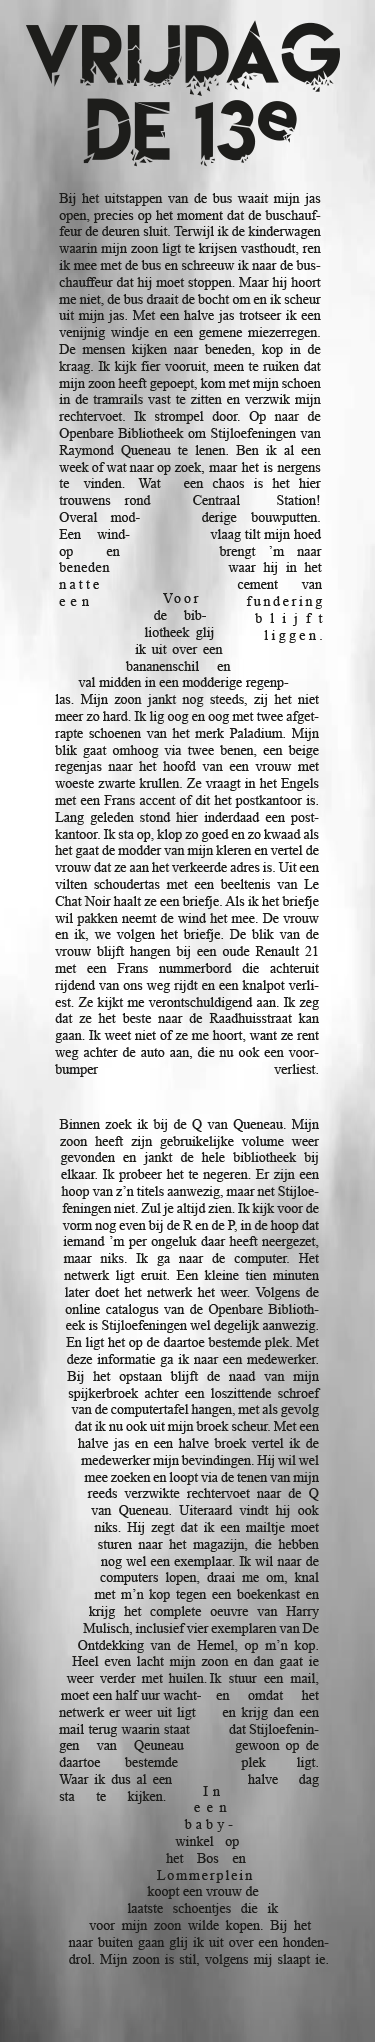 VRIJDAG
DE 13e
Bij het uitstappen van de bus waait mijn jas
open, precies op het moment dat de buschauf-
feur de deuren sluit. Terwijl ik de kinderwagen
waarin mijn zoon ligt te krijsen vasthoudt, ren
ik mee met de bus en schreeuw ik naar de bus-
chauffeur dat hij moet stoppen. Maar hij hoort
me niet, de bus draait de bocht om en ik scheur
uit mijn jas. Met een halve jas trotseer ik een
venijnig windje en een gemene miezerregen.
De mensen kijken naar beneden, kop in de
kraag. Ik kijk fier vooruit, meen te ruiken dat
mijn zoon heeft gepoept, kom met mijn schoen
in de tramrails vast te zitten en verzwik mijn
rechtervoet. Ik strompel door. Op naar de
Openbare Bibliotheek om Stijloefeningen van
Raymond Queneau te lenen. Ben ik al een
week of wat naar op zoek, maar het is nergens
te vinden. Wat een chaos is het hier
trouwens rond Centraal Station!
Overal mod- derige bouwputten.
Een wind- vlaag tilt mijn hoed
op en brengt ’m naar
beneden waar hij in het
natte cement van
een fundering
blijft
liggen.
Voor
de bib-
liotheek glij
ik uit over een
bananenschil en
val midden in een modderige regenp-
las. Mijn zoon jankt nog steeds, zij het niet
meer zo hard. Ik lig oog en oog met twee afget-
rapte schoenen van het merk Paladium. Mijn
blik gaat omhoog via twee benen, een beige
regenjas naar het hoofd van een vrouw met
woeste zwarte krullen. Ze vraagt in het Engels
met een Frans accent of dit het postkantoor is.
Lang geleden stond hier inderdaad een post-
kantoor. Ik sta op, klop zo goed en zo kwaad als
het gaat de modder van mijn kleren en vertel de
vrouw dat ze aan het verkeerde adres is. Uit een
vilten schoudertas met een beeltenis van Le
Chat Noir haalt ze een briefje. Als ik het briefje
wil pakken neemt de wind het mee. De vrouw
en ik, we volgen het briefje. De blik van de
vrouw blijft hangen bij een oude Renault 21
met een Frans nummerbord die achteruit
rijdend van ons weg rijdt en een knalpot verli-
est. Ze kijkt me verontschuldigend aan. Ik zeg
dat ze het beste naar de Raadhuisstraat kan
gaan. Ik weet niet of ze me hoort, want ze rent
weg achter de auto aan, die nu ook een voor-
bumper verliest.
Binnen zoek ik bij de Q van Queneau. Mijn
zoon heeft zijn gebruikelijke volume weer
gevonden en jankt de hele bibliotheek bij
elkaar. Ik probeer het te negeren. Er zijn een
hoop van z’n titels aanwezig, maar net Stijloe-
feningen niet. Zul je altijd zien. Ik kijk voor de
vorm nog even bij de R en de P, in de hoop dat
iemand ’m per ongeluk daar heeft neergezet,
maar niks. Ik ga naar de computer. Het
netwerk ligt eruit. Een kleine tien minuten
later doet het netwerk het weer. Volgens de
online catalogus van de Openbare Biblioth-
eek is Stijloefeningen wel degelijk aanwezig.
En ligt het op de daartoe bestemde plek. Met
deze informatie ga ik naar een medewerker.
Bij het opstaan blijft de naad van mijn
spijkerbroek achter een loszittende schroef
van de computertafel hangen, met als gevolg
dat ik nu ook uit mijn broek scheur. Met een
halve jas en een halve broek vertel ik de
medewerker mijn bevindingen. Hij wil wel
mee zoeken en loopt via de tenen van mijn
reeds verzwikte rechtervoet naar de Q
van Queneau. Uiteraard vindt hij ook
niks. Hij zegt dat ik een mailtje moet
sturen naar het magazijn, die hebben
nog wel een exemplaar. Ik wil naar de
computers lopen, draai me om, knal
met m’n kop tegen een boekenkast en
krijg het complete oeuvre van Harry
Mulisch, inclusief vier exemplaren van De
Ontdekking van de Hemel, op m’n kop.
Heel even lacht mijn zoon en dan gaat ie
weer verder met huilen. Ik stuur een mail,
moet een half uur wacht- en omdat het
netwerk er weer uit ligt en krijg dan een
mail terug waarin staat dat Stijloefenin-
gen van Qeuneau gewoon op de
daartoe bestemde plek ligt.
Waar ik dus al een halve dag
sta te kijken.
In
een
baby-
winkel op
het Bos en
Lommerplein
koopt een vrouw de
laatste schoentjes die ik
voor mijn zoon wilde kopen. Bij het
naar buiten gaan glij ik uit over een honden-
drol. Mijn zoon is stil, volgens mij slaapt ie.